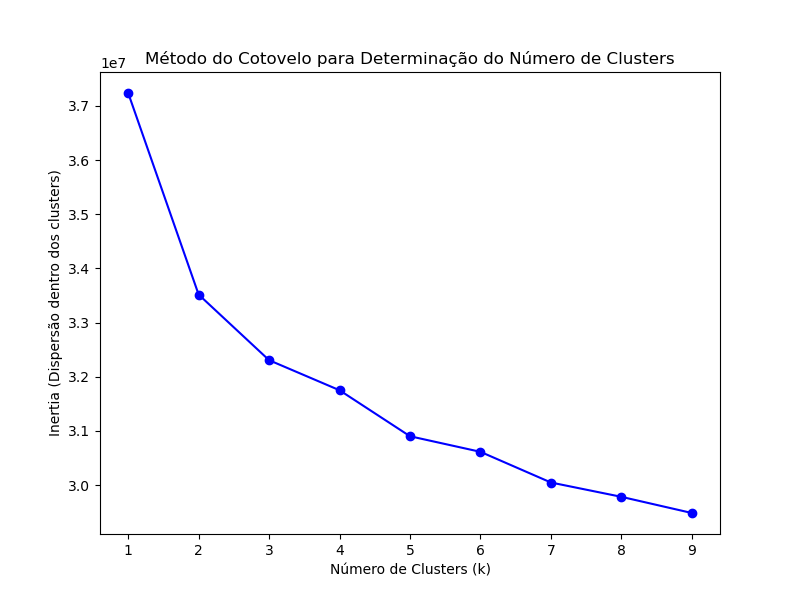 Método do Cotovelo para Determinação do Número de Clusters
1e7
3.7
3.6
3.5
3.4
3.3
3.2
3.1
3.0
Inertia (Dispersão dentro dos clusters)
1 2 3 4 5 6 7 8 9
Número de Clusters (k)